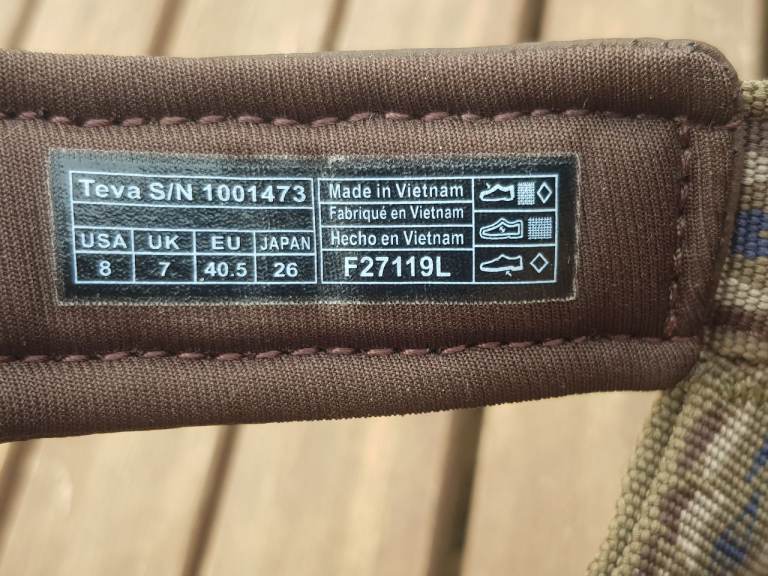 Teva S/N 1001473
USA UK EU JAPAN
8 7 40.5 26
Made in Vietnam
Fabriqué en Vietnam
Hecho en Vietnam
F27119L